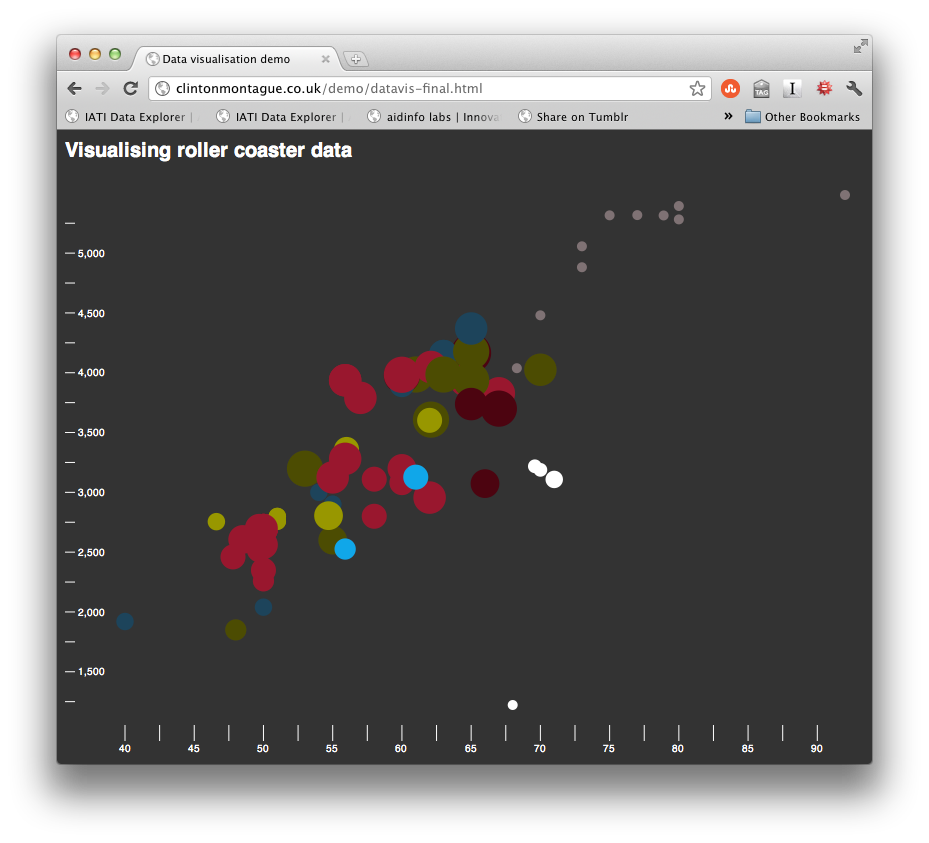 Data visualisation demo
clintonmontague.co.uk/demo/datavis-final.html
TAG
I
IATI Data Explorer |
IATI Data Explorer |
aidinfo labs | Innova
Share on Tumblr
»
Other Bookmarks
Visualising roller coaster data
5,000
4,500
4,000
3,500
3,000
2,500
2,000
1,500
40 45 50 55 60 65 70 75 80 85 90